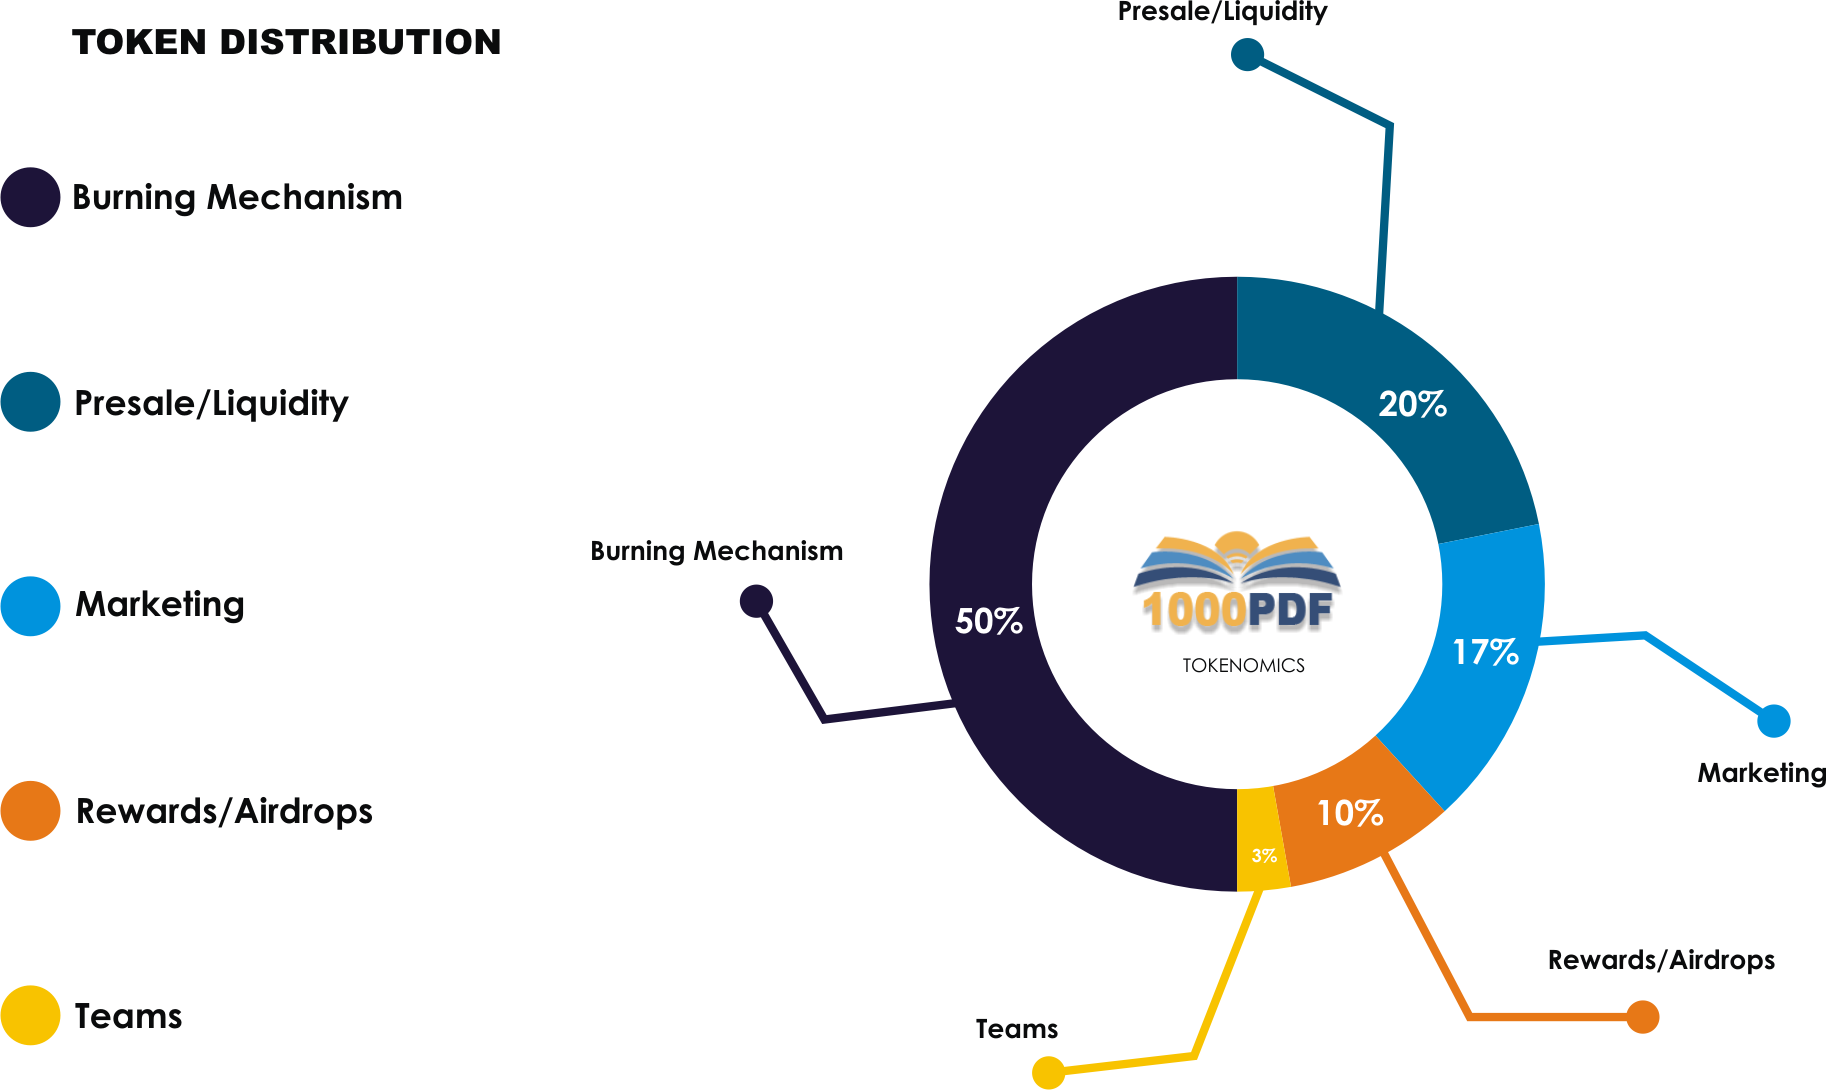 TOKEN DISTRIBUTION
Burning Mechanism
Presale/Liquidity
Marketing
Rewards/Airdrops
Teams
Presale/Liquidity
20%
Burning Mechanism
50%
1000PDF
TOKENOMICS
17%
Marketing
10%
3%
Rewards/Airdrops
Teams